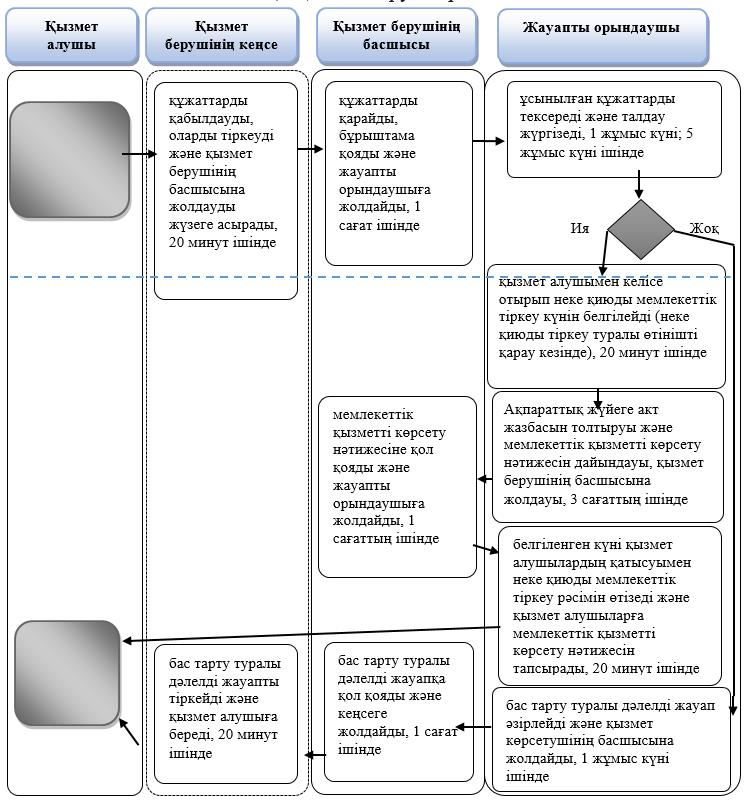 Қызмет
алушы
Қызмет
берушінің кеңсе
Қызмет берушінің
басшысы
Жауапты орындаушы
құжаттарды
қабылдауды,
оларды тіркеуді
және қызмет
берушінің
басшысына
жолдауды
жүзеге асырады,
20 минут ішінде
құжаттарды
қарайды,
бұрыштама
қояды және
жауапты
орындаушыға
жолдайды, 1
сағат ішінде
ұсынылған құжаттарды
тексереді және талдау
жүргізеді, 1 жұмыс күні; 5
жұмыс күні ішінде
Ия
Жоқ
қызмет алушымен келісе
отырып неке қиюды мемлекеттік
тіркеу күнін белгілейді (неке
қиюды тіркеу туралы өтінішті
қарау кезінде), 20 минут ішінде
Ақпараттық жүйеге акт
жазбасын толтыруы және
мемлекеттік қызметті көрсету
нәтижесін дайындауы, қызмет
берушінің басшысына
жолдауы, 3 сағаттың ішінде
мемлекеттік
қызметті көрсету
нәтижесіне қол
қояды және
жауапты
орындаушыға
жолдайды, 1
сағаттың ішінде
белгіленген күні қызмет
алушылардың қатысуымен
неке қиюды мемлекеттік
тіркеу рәсімін өтізеді және
қызмет алушыларға
мемлекеттік қызметті
көрсету нәтижесін
тапсырады, 20 минут ішінде
бас тарту туралы
дәлелді жауапты
тіркейді және
қызмет алушыға
береді, 20 минут
ішінде
бас тарту туралы
дәлелді жауапқа
қол қояды және
кеңсеге
жолдайды, 1 сағат
ішінде
бас тарту туралы дәлелді жауап
әзірлейді және қызмет
көрсетушінің басшысына
жолдайды, 1 жұмыс күні
ішінде